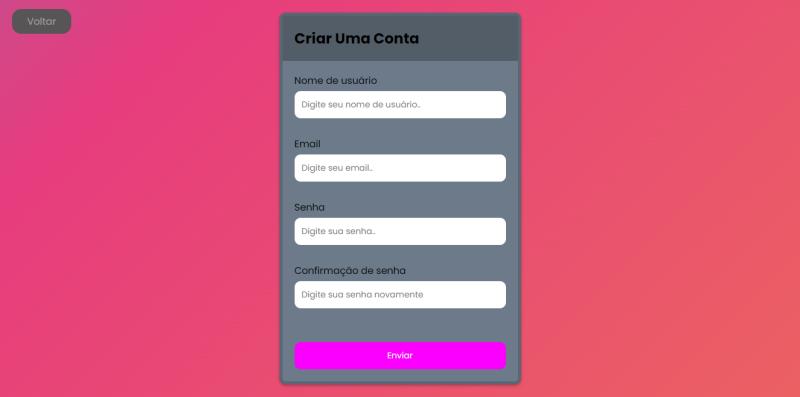 Voltar
Criar Uma Conta
Nome de usuário
Digite seu nome de usuário..
Email
Digite seu email..
Senha
Digite sua senha..
Confirmação de senha
Digite sua senha novamente
Enviar